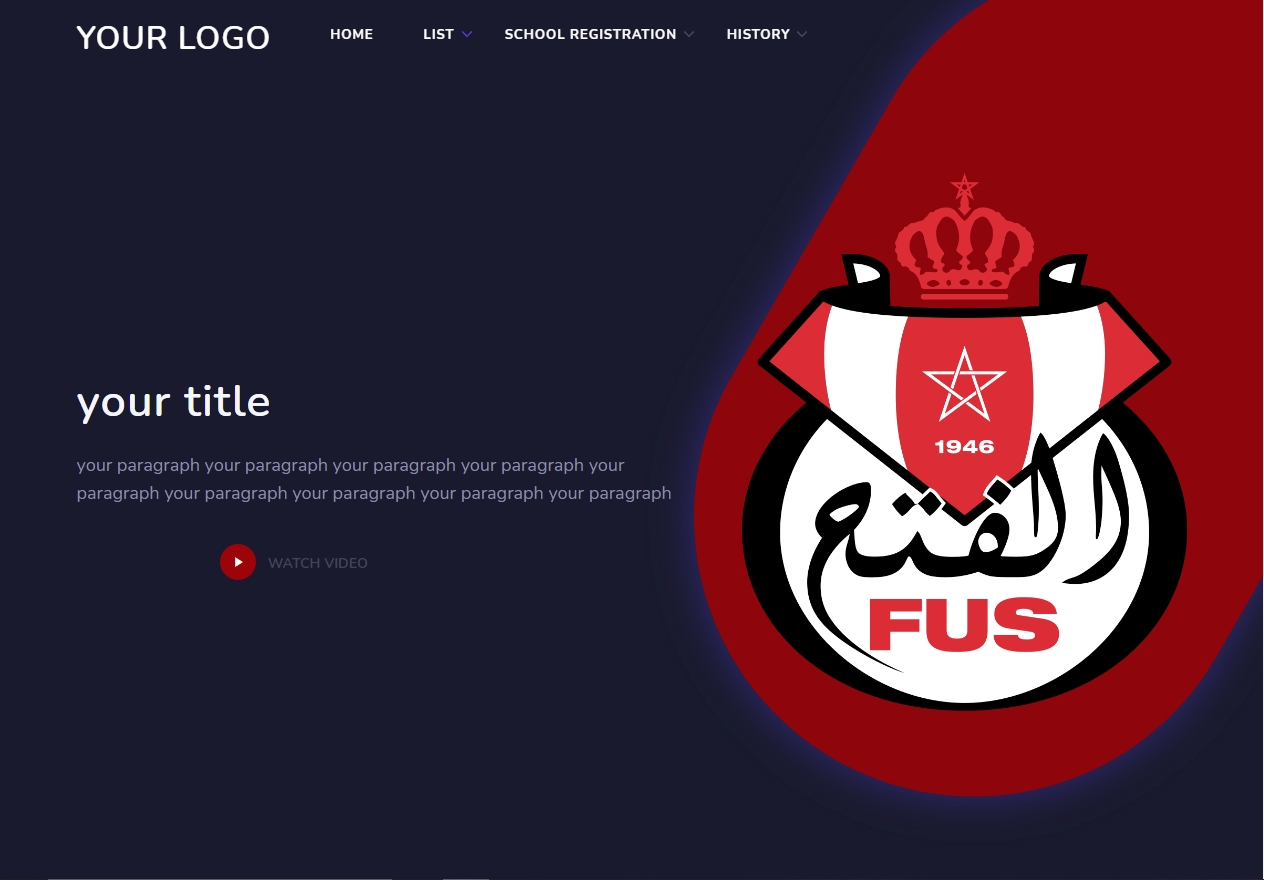 YOUR LOGO
HOME LIST SCHOOL REGISTRATION HISTORY
your title
your paragraph your paragraph your paragraph your paragraph your
paragraph your paragraph your paragraph your paragraph your paragraph
WATCH VIDEO
1946
الفتح
FUS